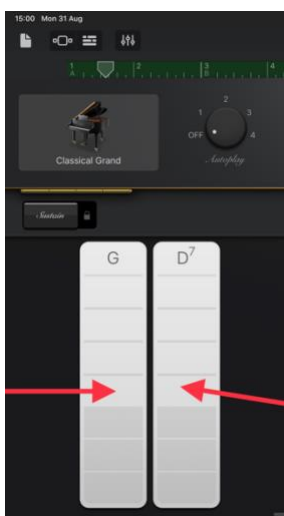 15:00 Mon 31 Aug
1 2 3 4
A B
Classical Grand
OFF 1 2 3 4
Autoplay
Sustain
G D7